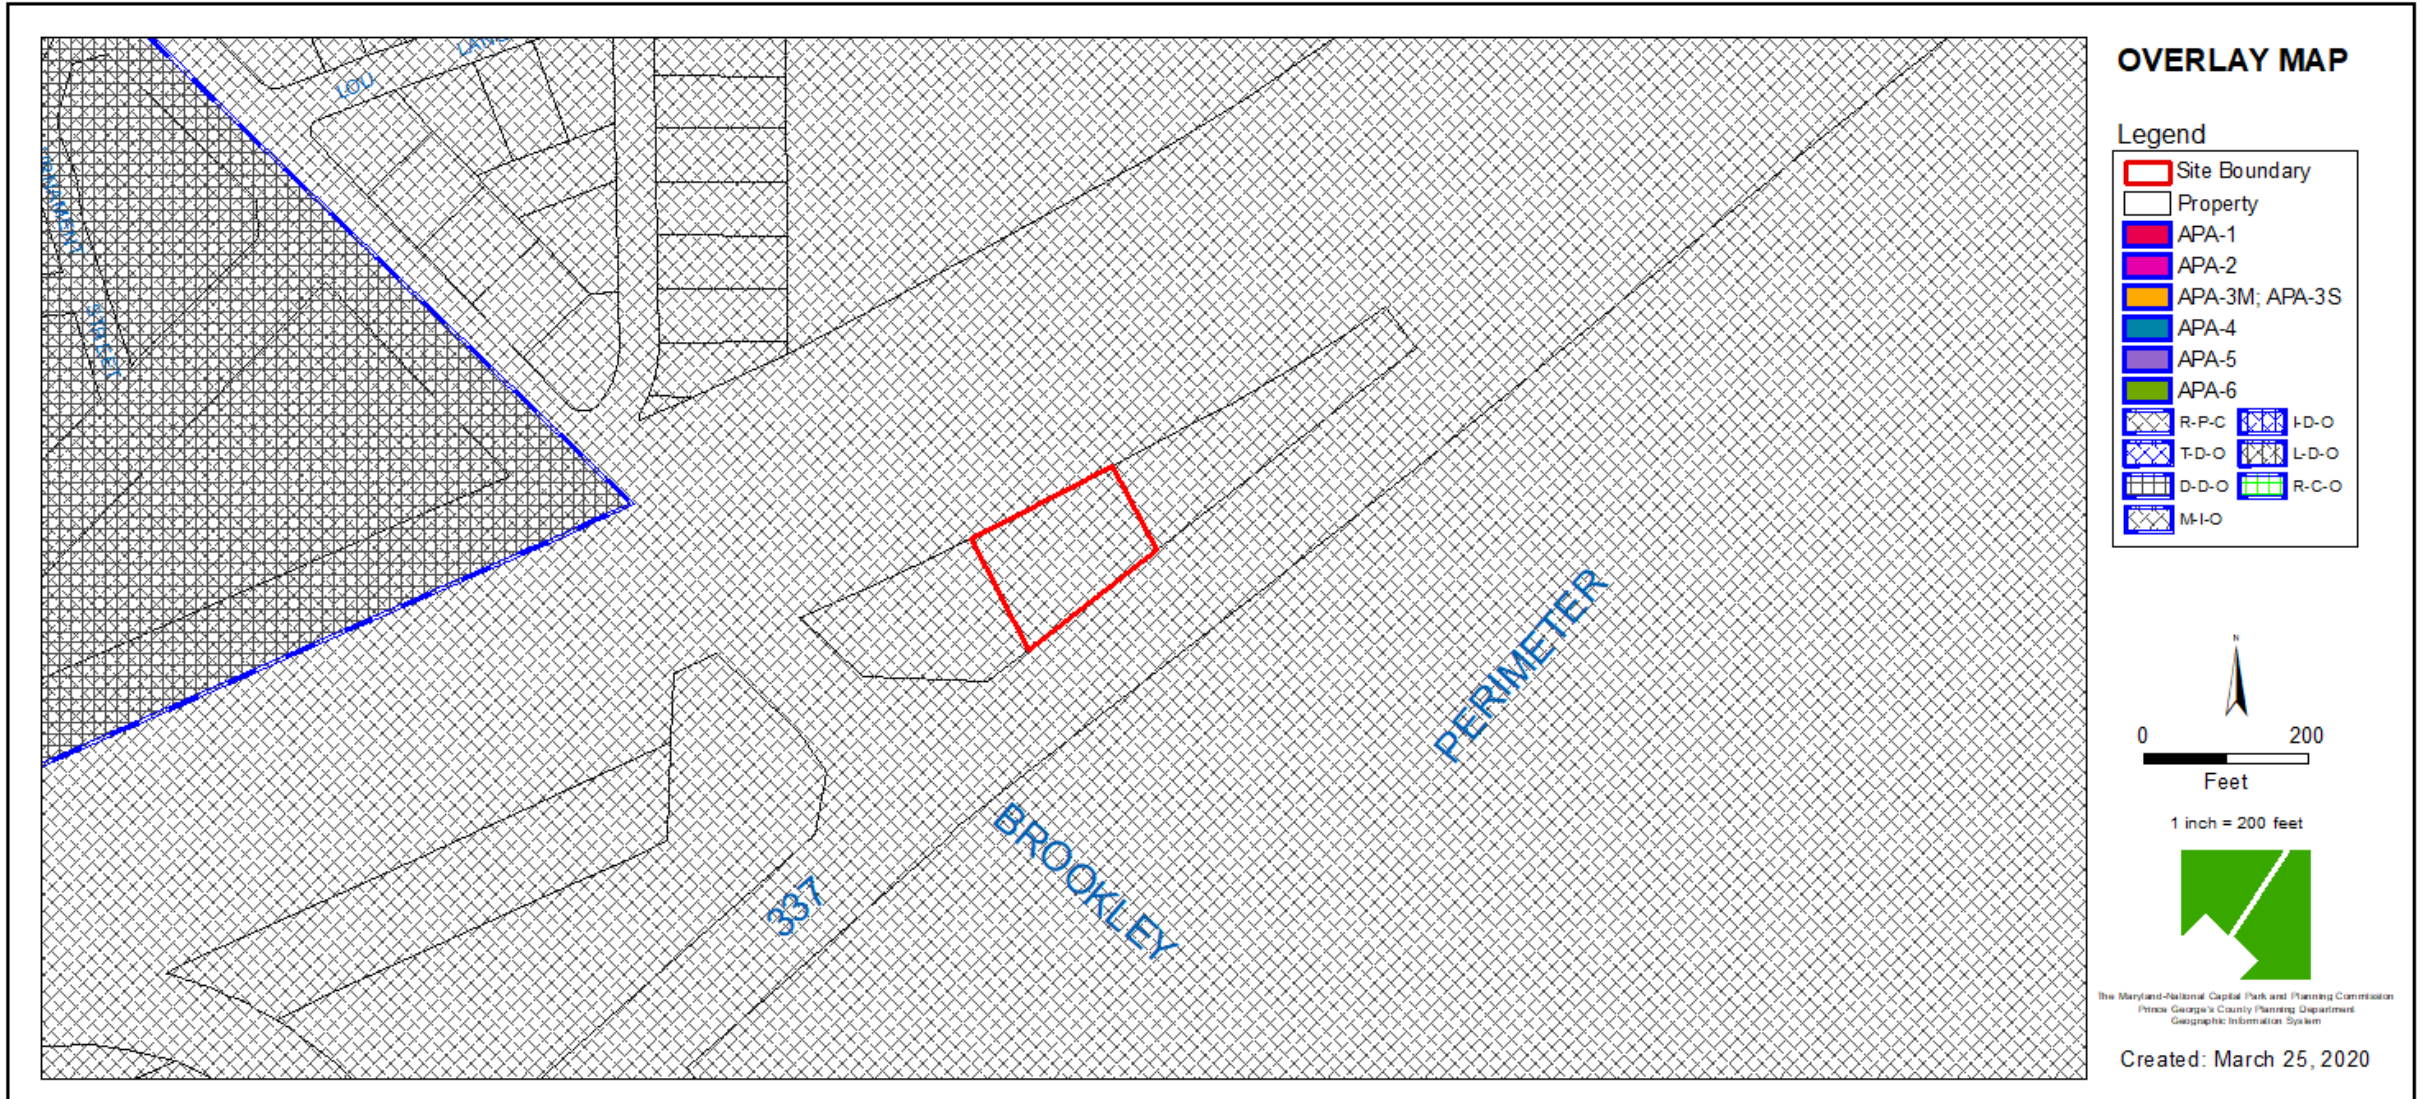 OVERLAY MAP
Legend
Site Boundary
Property
APA-1
APA-2
APA-3M; APA-3S
APA-4
APA-5
APA-6
R-P-C I-D-O
T-D-O L-D-O
D-D-O R-C-O
M-I-O
N
0 200
Feet
1 inch = 200 feet
The Maryland-National Capital Park and Planning Commission
Prince George's County Planning Department
Geographic Information System
Created: March 25, 2020
LOU
STREET
PERIMETER
BROOKLEY
337